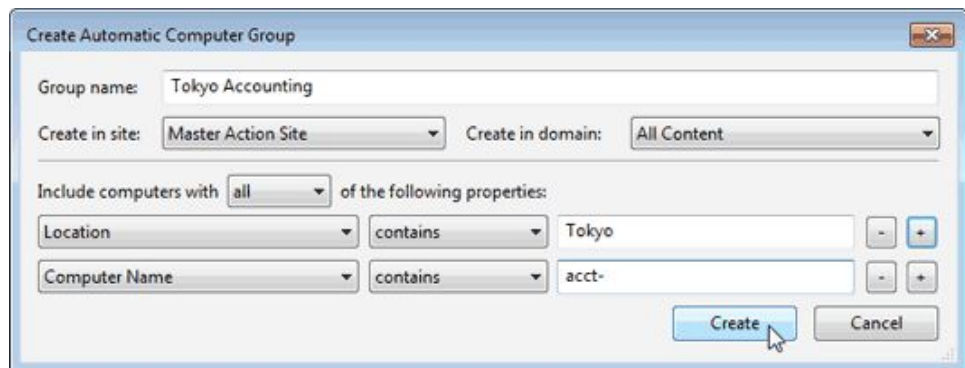 Create Automatic Computer Group
Group name: Tokyo Accounting
Create in site: Master Action Site Create in domain: All Content
Include computers with all of the following properties:
Location contains Tokyo - +
Computer Name contains acct- - +
Create Cancel